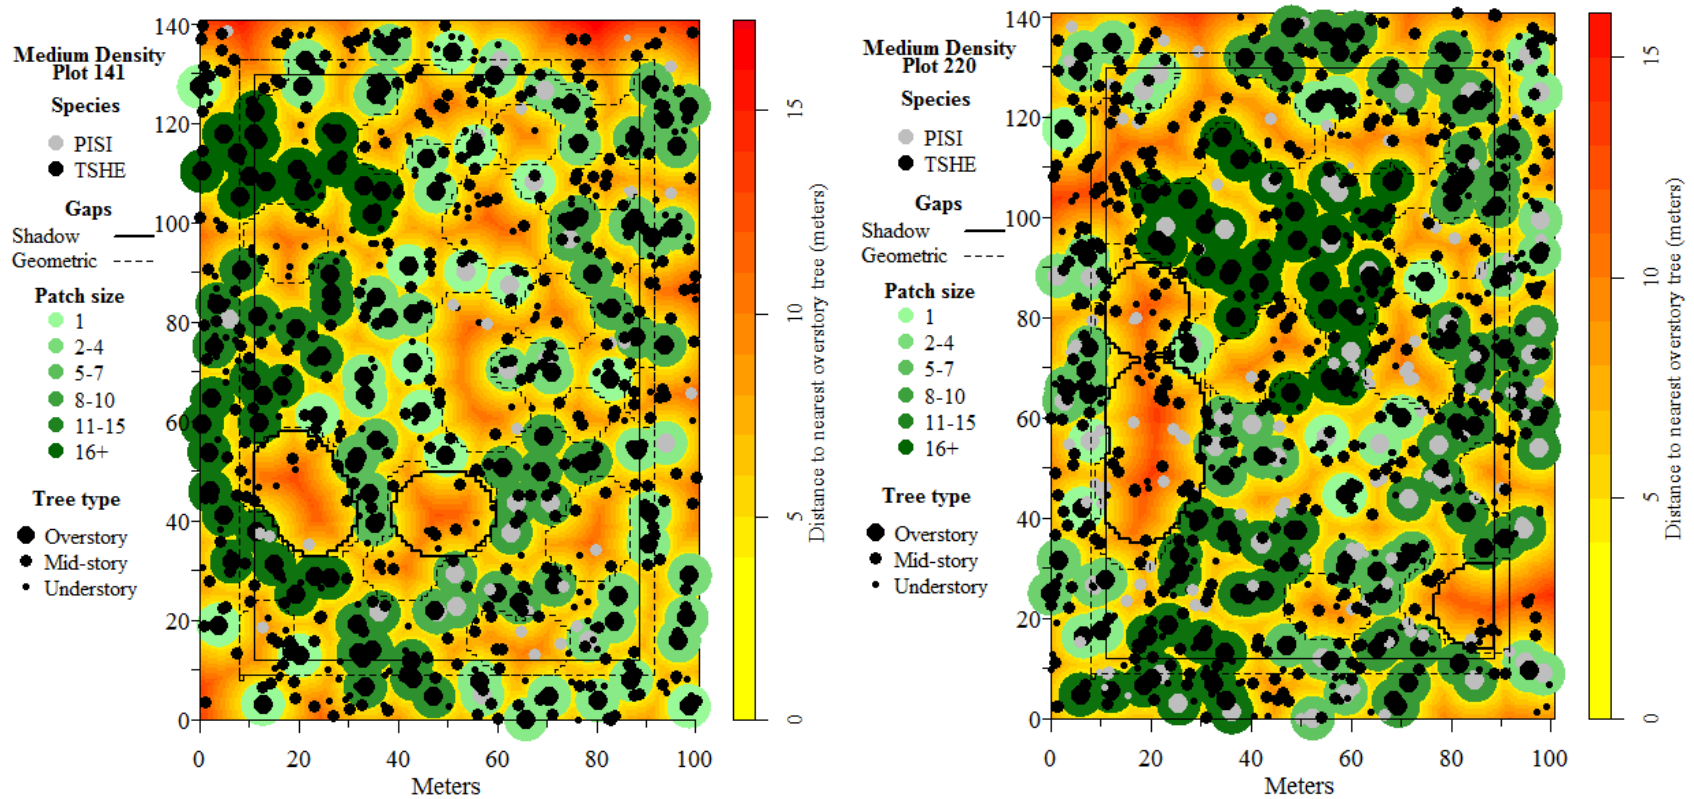 Medium Density
Plot 141
Species
PISI
TSHE
Gaps
Shadow
Geometric
Patch size
1
2-4
5-7
8-10
11-15
16+
Tree type
Overstory
Mid-story
Understory
140
120
100
80
60
40
20
0
0 20 40 60 80 100
Meters
15
10
5
0
Distance to nearest overstory tree (meters)
Medium Density
Plot 220
Species
PISI
TSHE
Gaps
Shadow
Geometric
Patch size
1
2-4
5-7
8-10
11-15
16+
Tree type
Overstory
Mid-story
Understory
140
120
100
80
60
40
20
0
0 20 40 60 80 100
Meters
15
10
5
0
Distance to nearest overstory tree (meters)